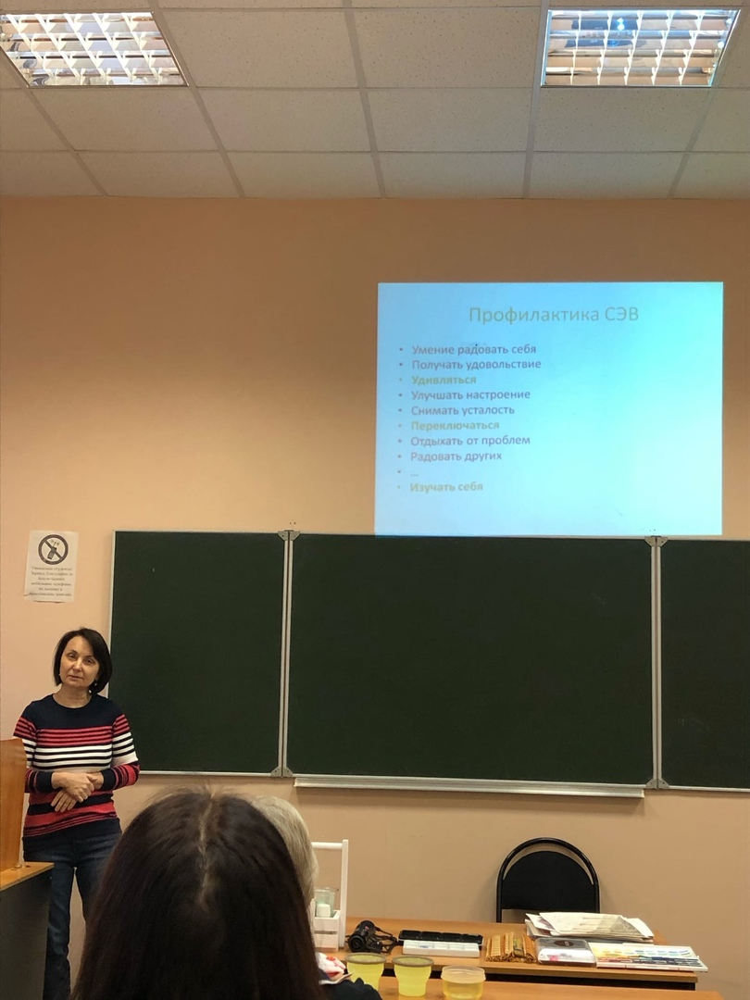 Профилактика СЭВ
• Умение радовать себя
• Получать удовольствие
• Удивляться
• Улучшать настроение
• Снимать усталость
• Переключаться
• Отдыхать от проблем
• Радовать других
• ...
• Изучать себя